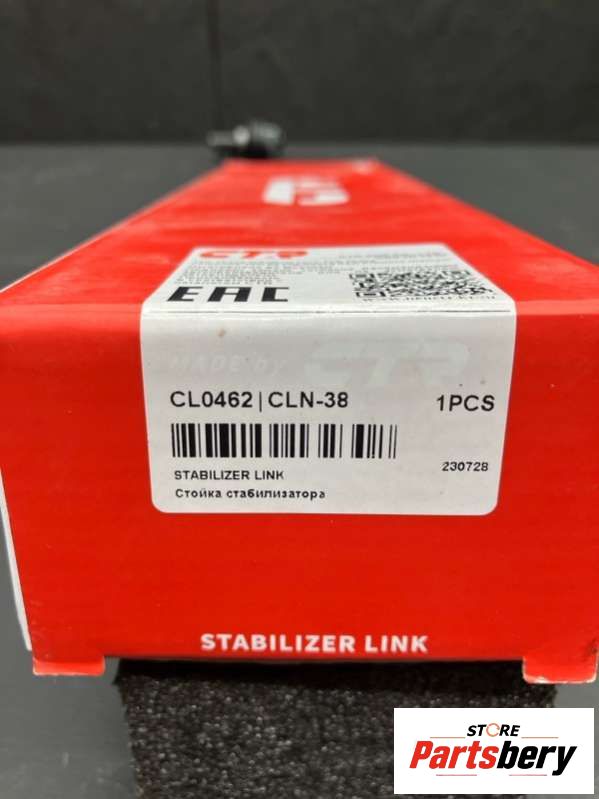 CTR
EAC
MADE by CTR
CL0462 | CLN-38 1PCS
230728
STABILIZER LINK
Стойка стабилизатора
STABILIZER LINK
STORE
Partsbery